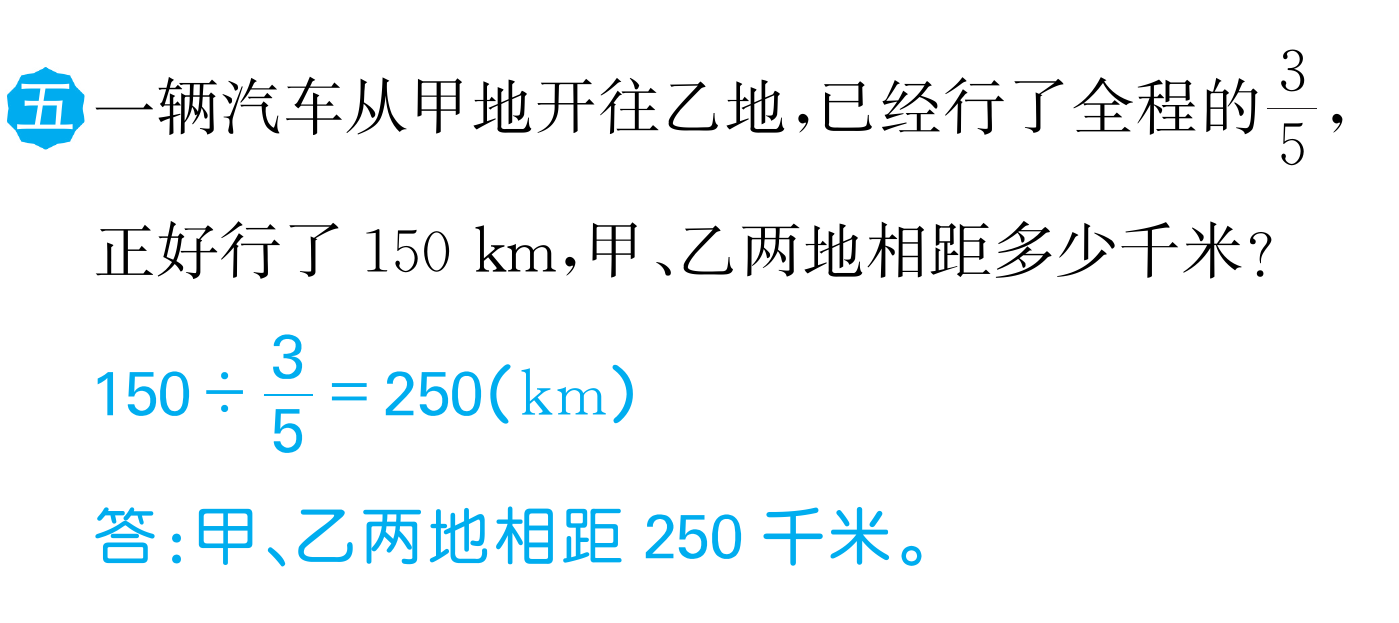 五 一辆汽车从甲地开往乙地,已经行了全程的3/5,
正好行了 150 km,甲、乙两地相距多少千米?
150÷3/5=250(km)
答:甲、乙两地相距 250 千米。